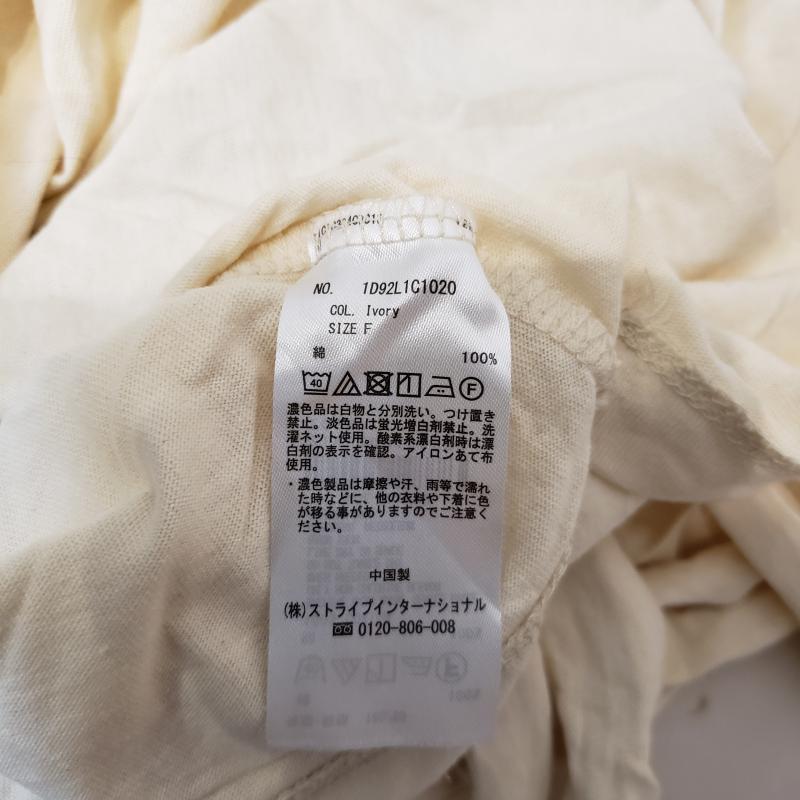 NO. 1D92L1C1020
COL. Ivory
SIZE F
綿 100%
40 F
濃色品は白物と分別洗い。つけ置き
禁止。淡色品は蛍光増白剤禁止。洗
濯ネット使用。酸素系漂白剤時は漂
白剤の表示を確認。アイロンあて布
使用。
・濃色製品は摩擦や汗、雨等で濡れ
た時などに、他の衣料や下着に色
が移る事がありますのでご注意く
ださい。
中国製
(株)ストライプインターナショナル
0120-806-008